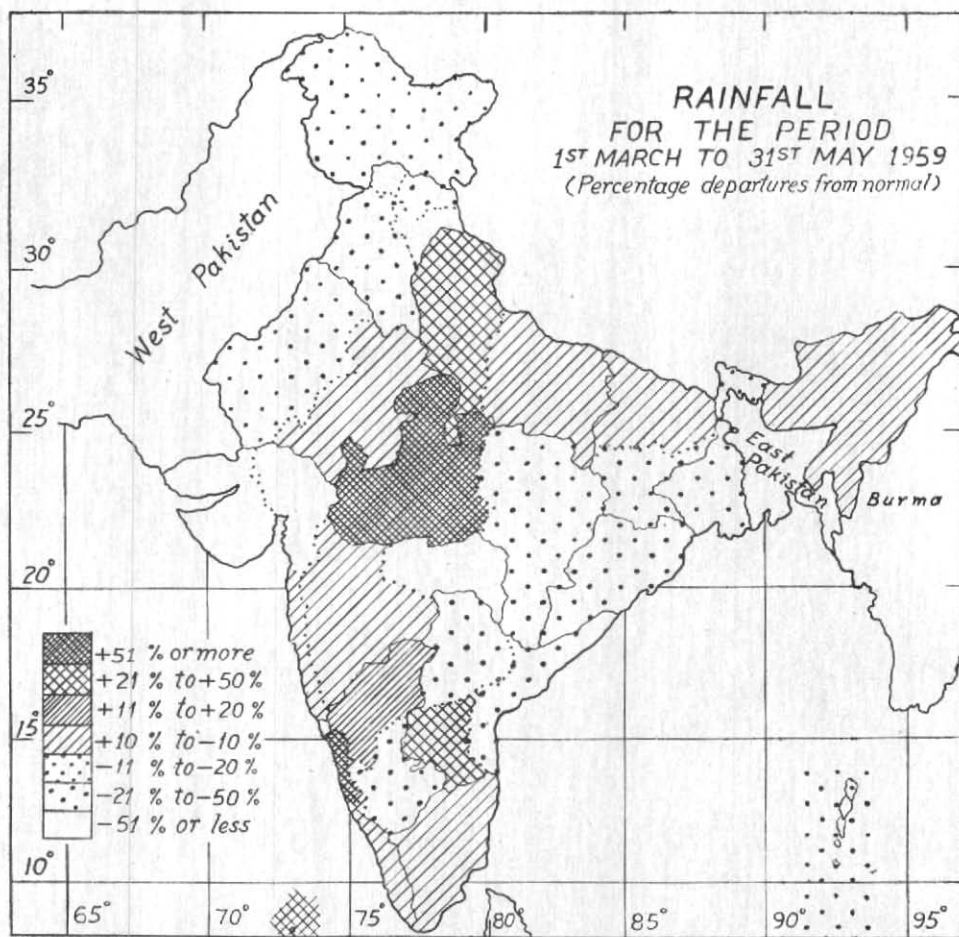 RAINFALL
FOR THE PERIOD
1ST MARCH TO 31ST MAY 1959
(Percentage departures from normal)
35°
30°
25°
20°
15°
10°
West Pakistan
East
Pakistan
Burma
+51 % or more
+21 % to +50 %
+11 % to +20 %
+10 % to -10 %
-11 % to -20 %
-21 % to -50 %
-51 % or less
65° 70° 75° 80° 85° 90° 95°